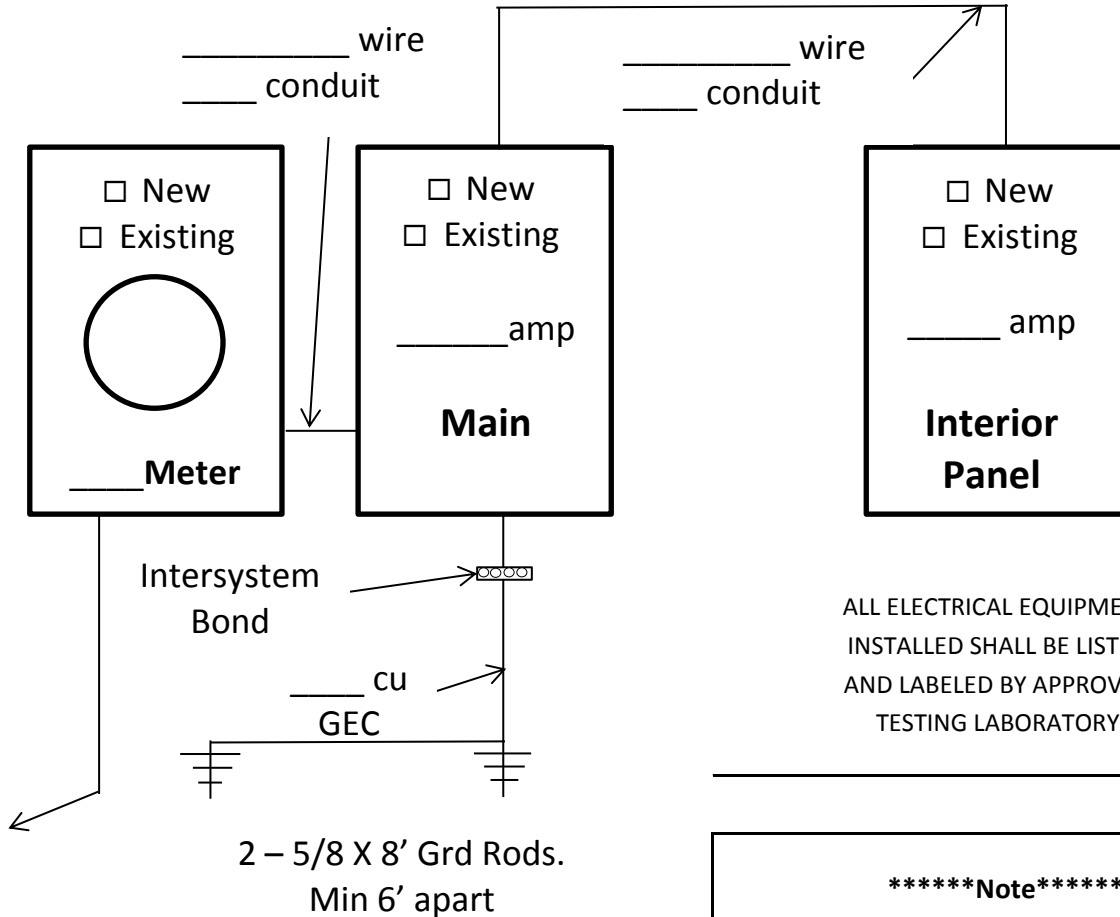 _________ wire
____ conduit
_________ wire
____ conduit
□ New
□ Existing
____Meter
□ New
□ Existing
______amp
Main
□ New
□ Existing
_____ amp
Interior
Panel
Intersystem
Bond
____ cu
GEC
2 – 5/8 X 8’ Grd Rods.
Min 6’ apart
ALL ELECTRICAL EQUIPME
INSTALLED SHALL BE LIST
AND LABELED BY APPROV
TESTING LABORATORY
******Note******